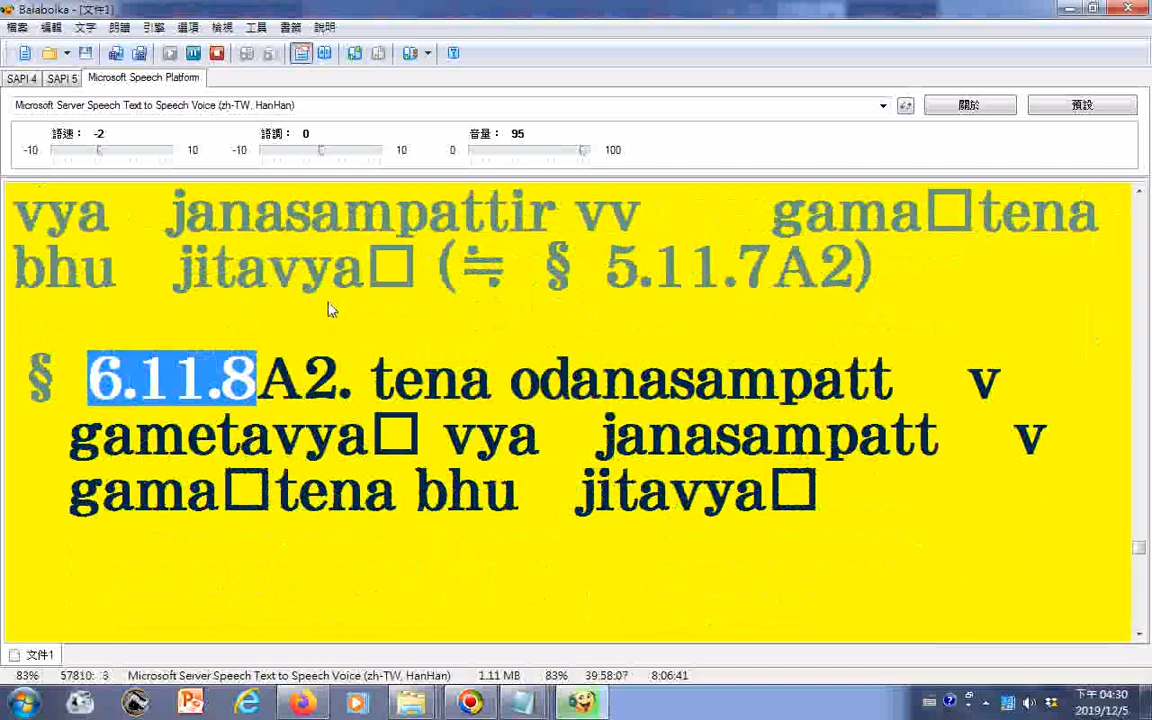 Balabolka - [文件1]
檔案 編輯 文字 朗讀 引擎 選項 檢視 工具 書籤 說明
SAPI 4 SAPI 5 Microsoft Speech Platform
Microsoft Server Speech Text to Speech Voice (zh-TW, HanHan) 關於 預設
語速: -2 語調: 0 音量: 95
-10 10 -10 10 0 100
vya janasampattir vv gama□tena
bhu jitavya□ (≒ § 5.11.7A2)
§ 6.11.8A2. tena odanasampatt v
gametavya□ vya janasampatt v
gama□tena bhu jitavya□
文件1
83% 57810: 3 Microsoft Server Speech Text to Speech Voice (zh-TW, HanHan) 1.11 MB 83% 39:58:07 8:06:41
下午 04:30
2019/12/5